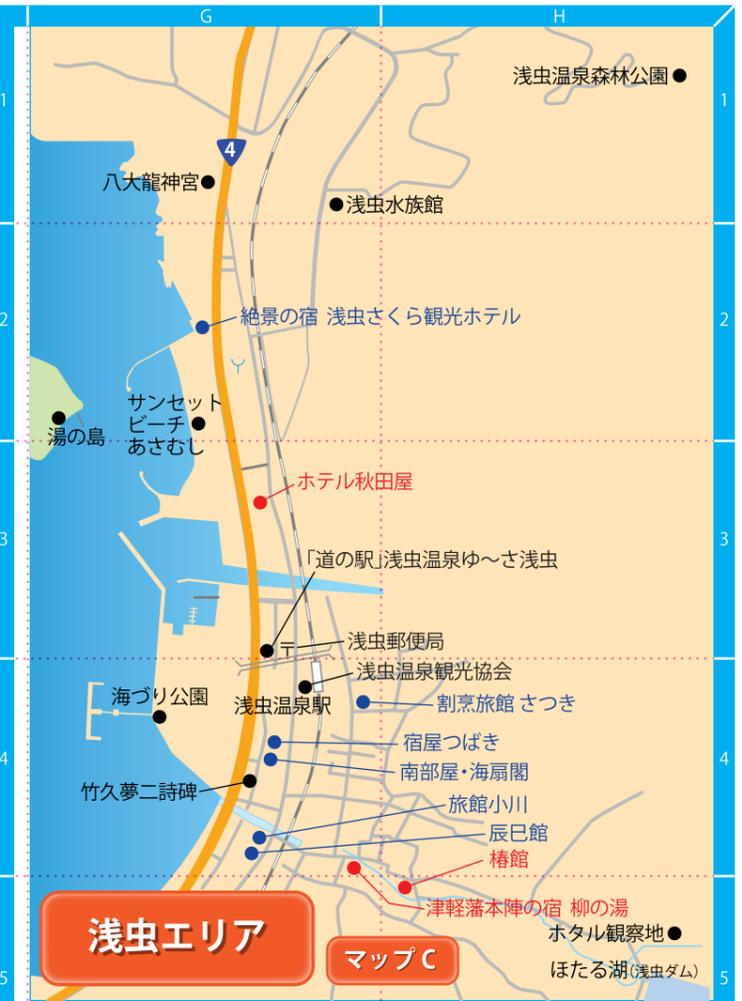 G H
1 浅虫温泉森林公園 1
4
八大龍神宮
浅虫水族館
2 2
絶景の宿 浅虫さくら観光ホテル
サンセット
ビーチ
あさむし
湯の島
ホテル秋田屋
3 3
「道の駅」浅虫温泉ゆ〜さ浅虫
〒 浅虫郵便局
浅虫温泉観光協会
海づり公園
浅虫温泉駅
割烹旅館 さつき
宿屋つばき
4 4
南部屋・海扇閣
竹久夢二詩碑
旅館小川
辰巳館
椿館
津軽藩本陣の宿 柳の湯
浅虫エリア
マップ C
ホタル観察地
ほたる湖(浅虫ダム)
5 5